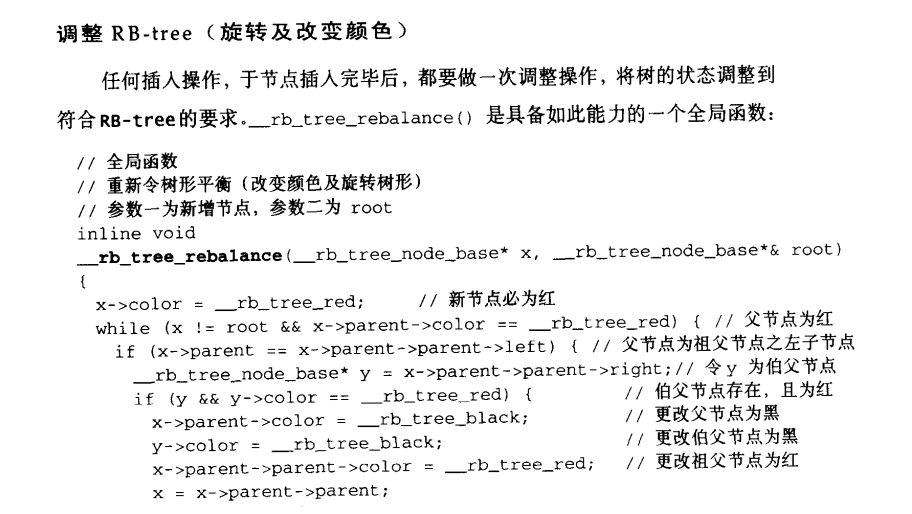 调整 RB-tree（旋转及改变颜色）
任何插入操作，于节点插入完毕后，都要做一次调整操作，将树的状态调整到
符合RB-tree的要求。__rb_tree_rebalance() 是具备如此能力的一个全局函数：
// 全局函数
// 重新令树形平衡（改变颜色及旋转树形）
// 参数一为新增节点，参数二为 root
inline void
__rb_tree_rebalance(__rb_tree_node_base* x, __rb_tree_node_base*& root)
{
x->color = __rb_tree_red; // 新节点必为红
while (x != root && x->parent->color == __rb_tree_red) { // 父节点为红
if (x->parent == x->parent->parent->left) { // 父节点为祖父节点之左子节点
__rb_tree_node_base* y = x->parent->parent->right;// 令y 为伯父节点
if (y && y->color == __rb_tree_red) { // 伯父节点存在，且为红
x->parent->color = __rb_tree_black; // 更改父节点为黑
y->color = __rb_tree_black; // 更改伯父节点为黑
x->parent->parent->color = __rb_tree_red; // 更改祖父节点为红
x = x->parent->parent;